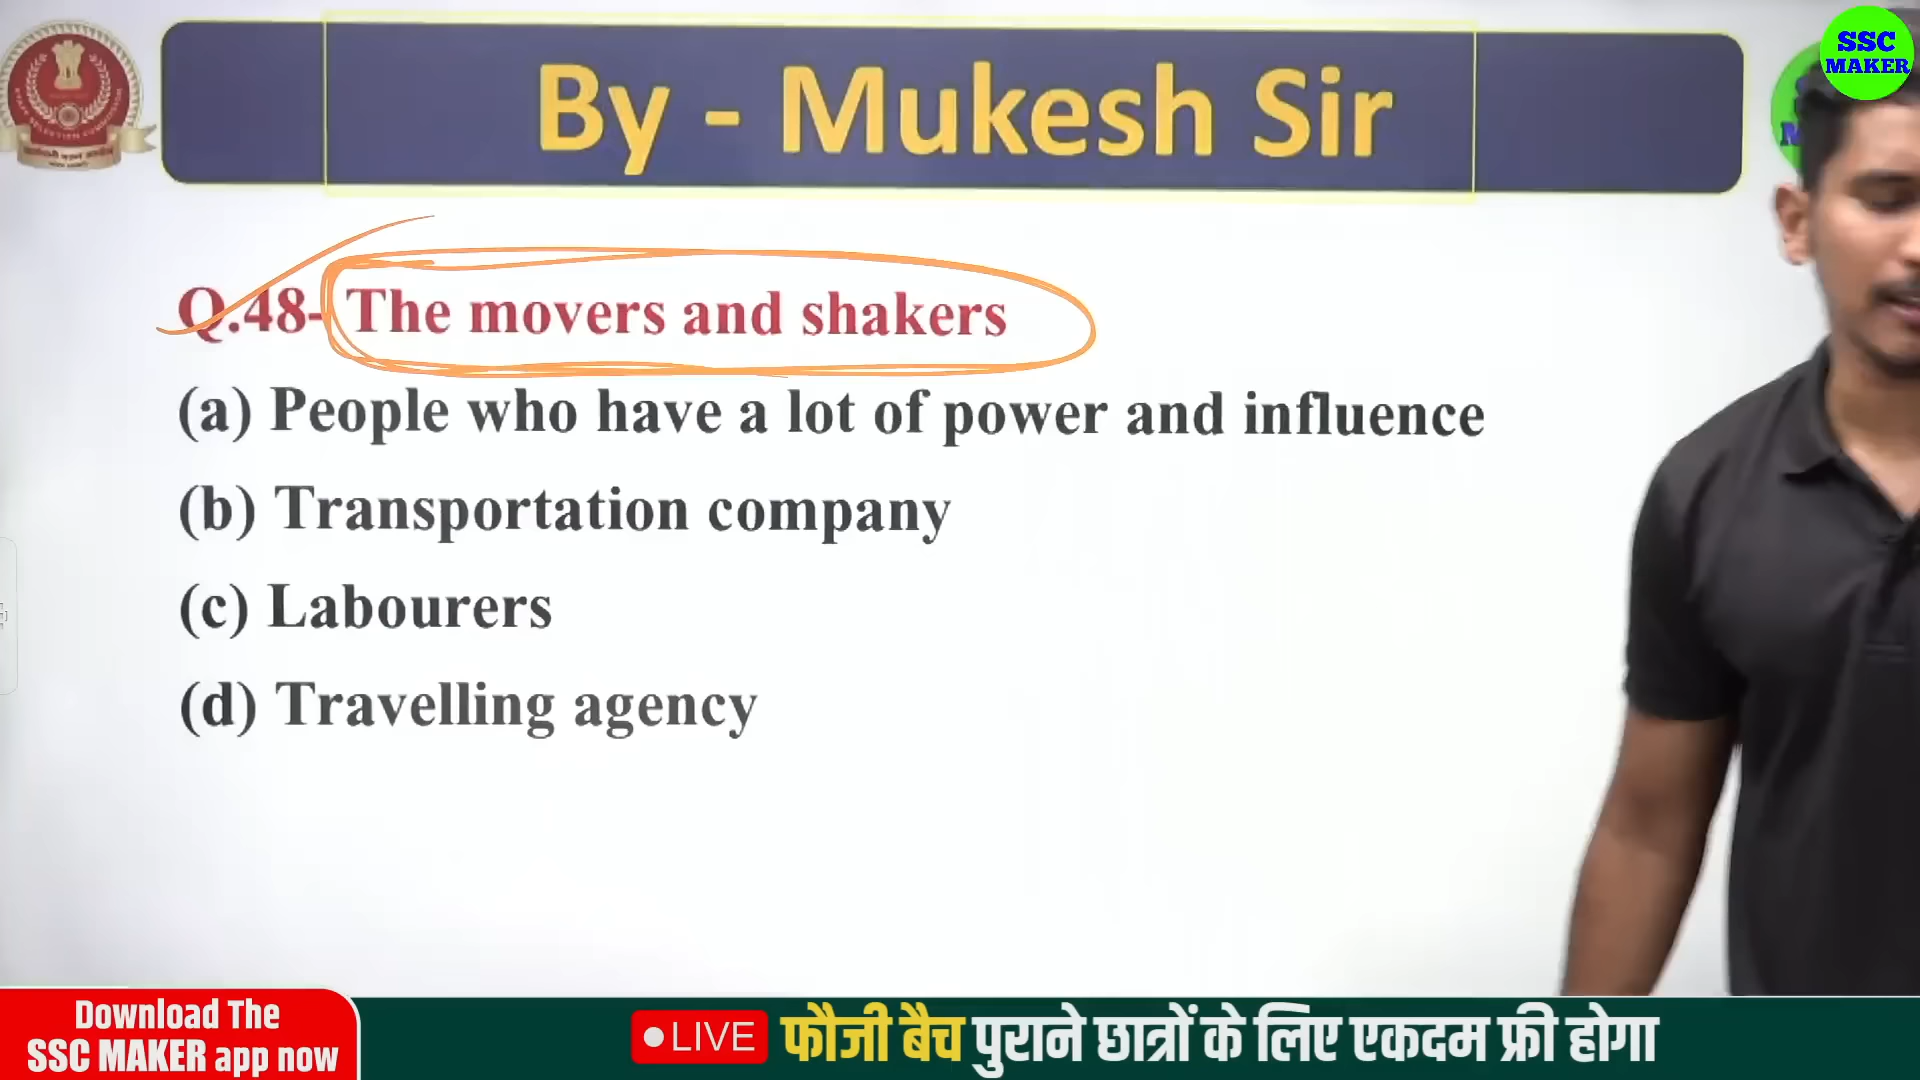 SSC
MAKER
By - Mukesh Sir
Q.48- The movers and shakers
(a) People who have a lot of power and influence
(b) Transportation company
(c) Labourers
(d) Travelling agency
Download The
SSC MAKER app now
LIVE फौजी बैच पुराने छात्रों के लिए एकदम फ्री होगा